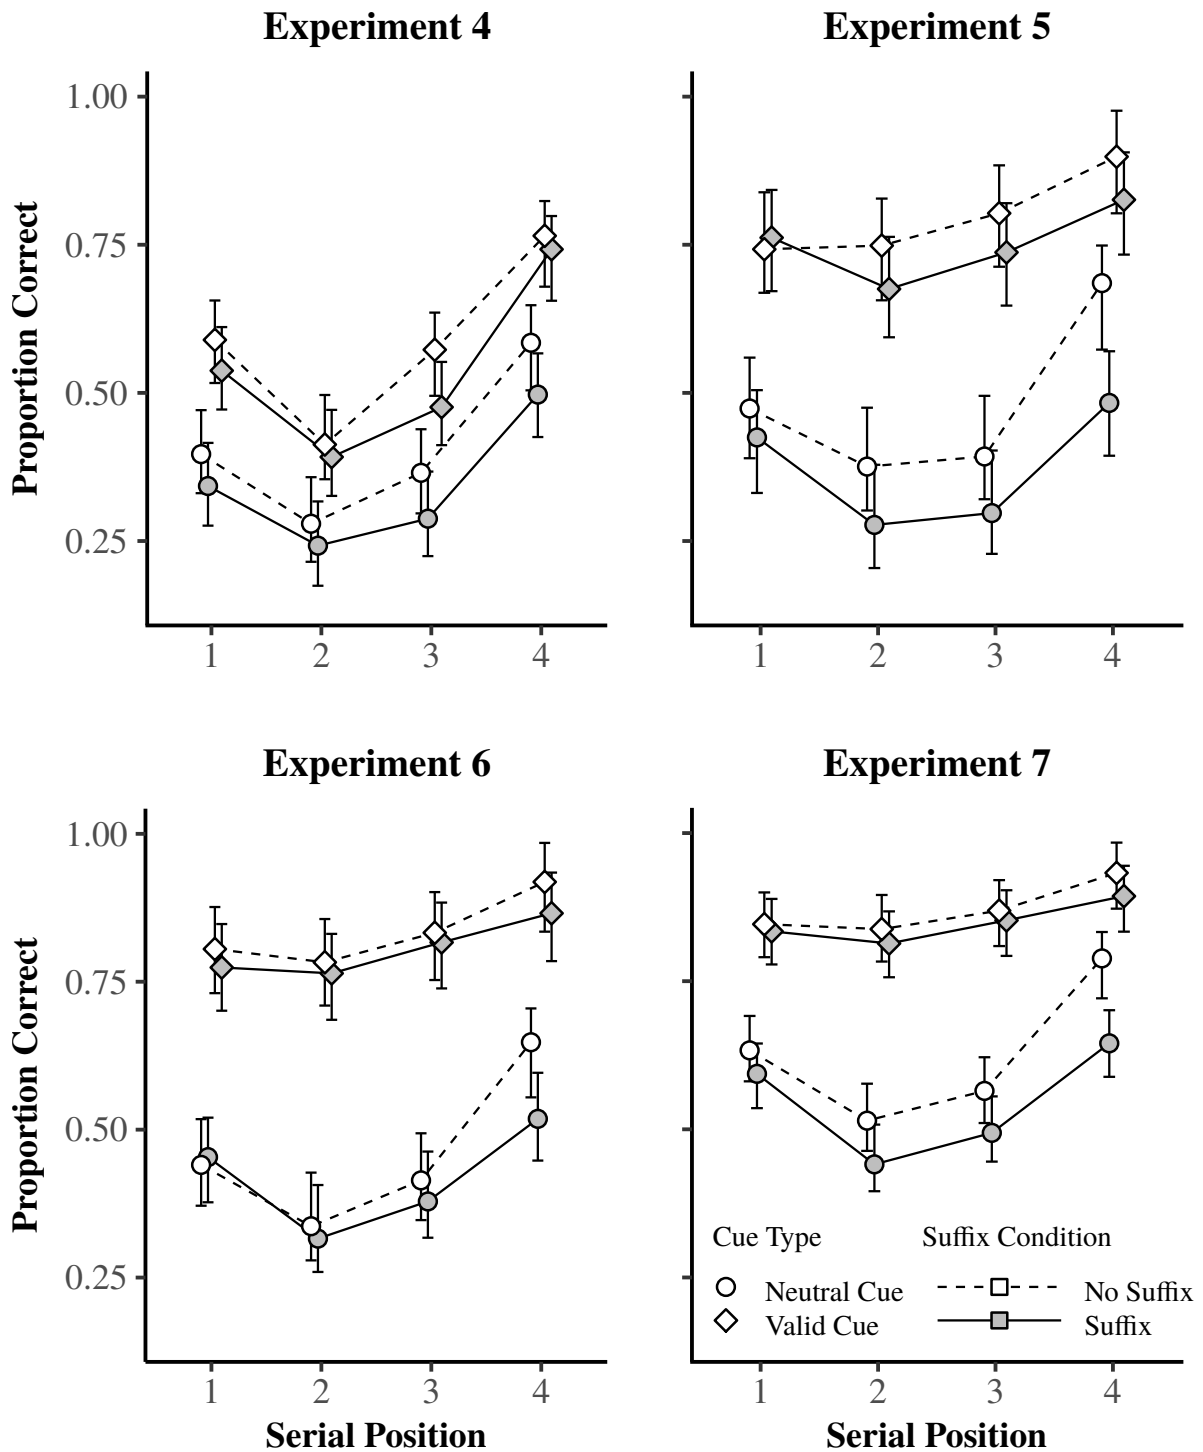 Experiment 4
Experiment 5
Proportion Correct
1.00
0.75
0.50
0.25
1 2 3 4
1 2 3 4
Experiment 6
Experiment 7
Proportion Correct
1.00
0.75
0.50
0.25
Cue Type
Neutral Cue
Valid Cue
Suffix Condition
No Suffix
Suffix
1 2 3 4
1 2 3 4
Serial Position
Serial Position